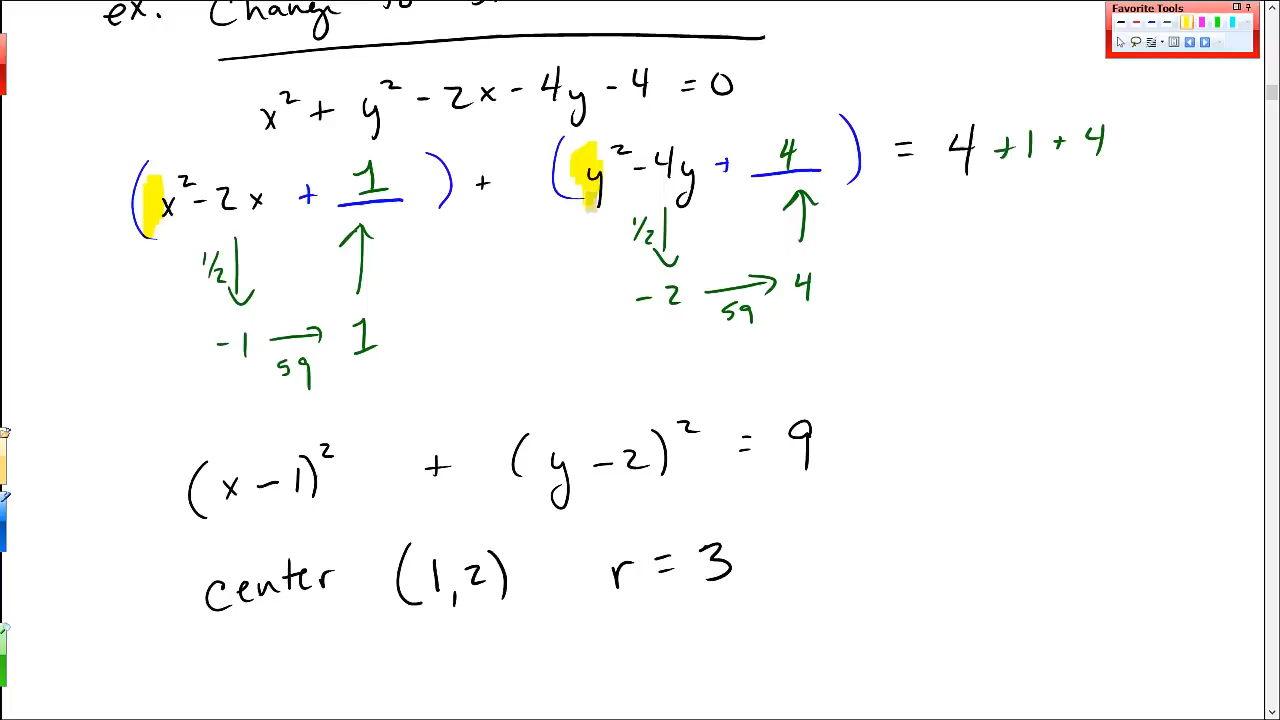 Favorite Tools
ex. Change
x² + y² - 2x - 4y - 4 = 0
(x² - 2x + 1) + (y² - 4y + 4) = 4 + 1 + 4
1/2 1/2
-2 → 4
sq
-1 → 1
sq
(x - 1)² + (y - 2)² = 9
center (1,2) r = 3